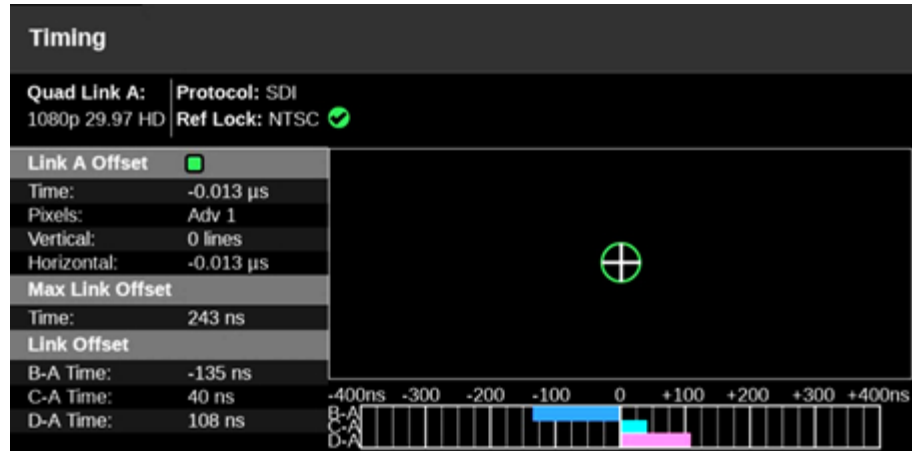 Timing
Quad Link A: Protocol: SDI
1080p 29.97 HD Ref Lock: NTSC
Link A Offset
Time: -0.013 µs
Pixels: Adv 1
Vertical: 0 lines
Horizontal: -0.013 µs
Max Link Offset
Time: 243 ns
Link Offset
B-A Time: -135 ns
C-A Time: 40 ns
D-A Time: 108 ns
-400ns -300 -200 -100 0 +100 +200 +300 +400ns
B-A
C-A
D-A